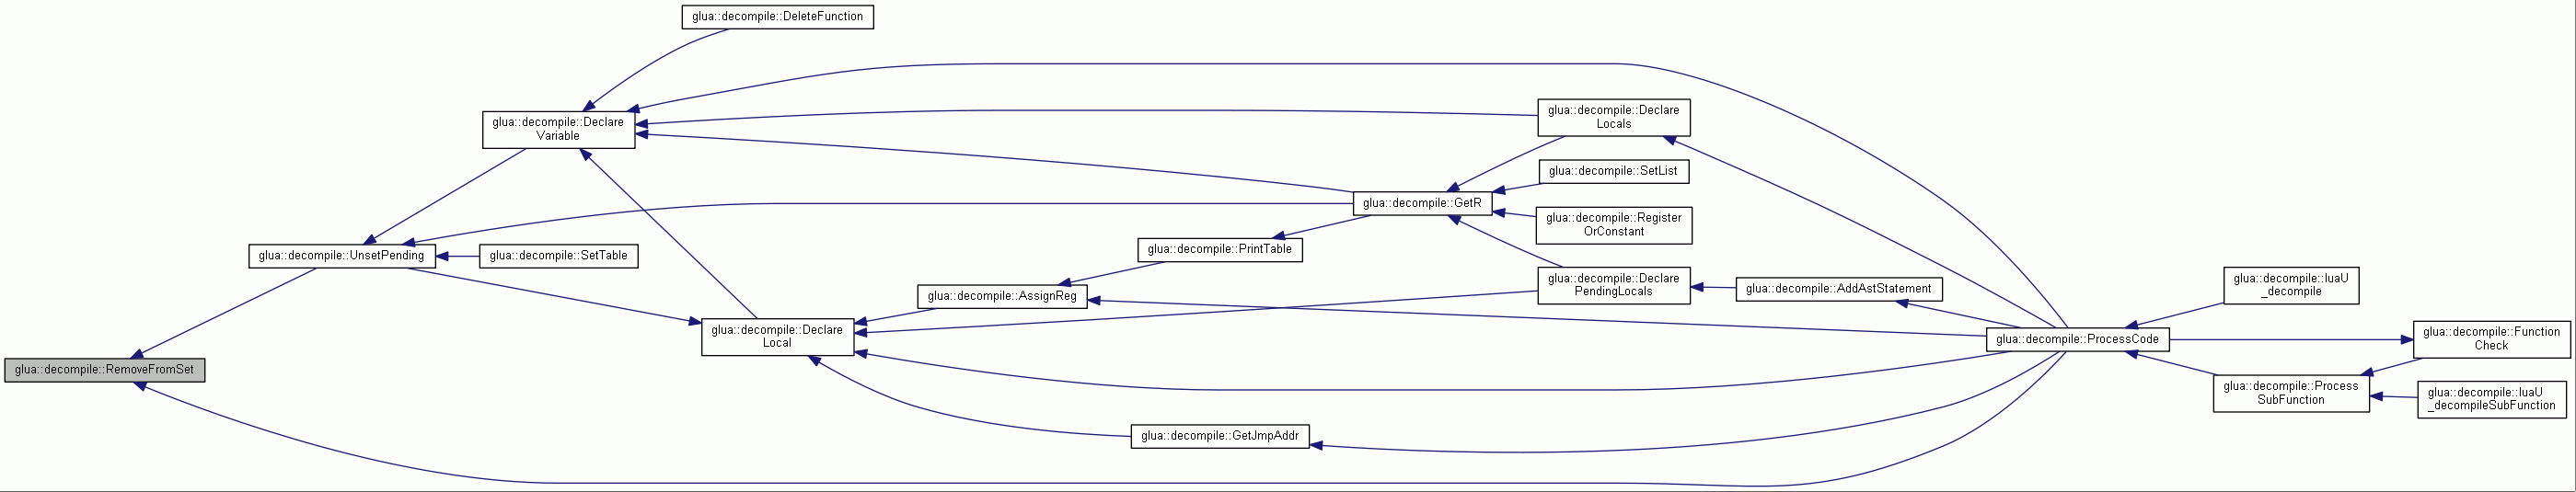 glua::decompile::DeleteFunction
glua::decompile::Declare
Variable
glua::decompile::Declare
Locals
glua::decompile::SetList
glua::decompile::GetR
glua::decompile::Register
OrConstant
glua::decompile::UnsetPending
glua::decompile::SetTable
glua::decompile::PrintTable
glua::decompile::AssignReg
glua::decompile::Declare
PendingLocals
glua::decompile::AddAstStatement
glua::decompile::luaU
_decompile
glua::decompile::Declare
Local
glua::decompile::ProcessCode
glua::decompile::Function
Check
glua::decompile::RemoveFromSet
glua::decompile::Process
SubFunction
glua::decompile::luaU
_decompileSubFunction
glua::decompile::GetJmpAddr